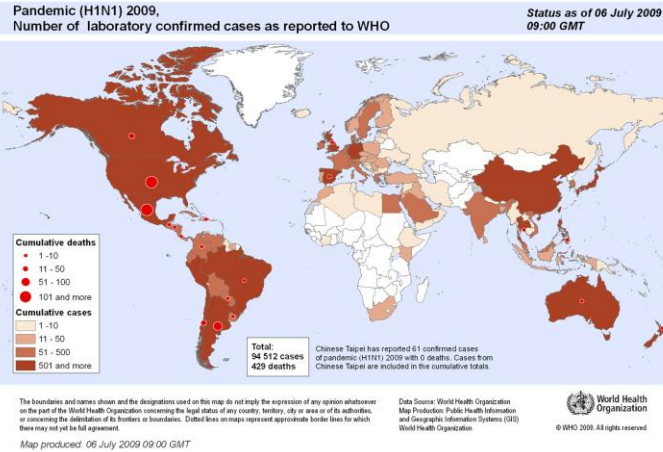 Pandemic (H1N1) 2009,
Number of laboratory confirmed cases as reported to WHO
Status as of 06 July 2009
09:00 GMT
Cumulative deaths
1 -10
11 - 50
51 - 100
101 and more
Cumulative cases
1 - 10
11 - 50
51 - 500
501 and more
Total:
94 512 cases
429 deaths
Chinese Taipei has reported 61 confirmed cases
of pandemic (H1N1) 2009 with 0 deaths. Cases from
Chinese Taipei are included in the cumulative totals.
The boundaries and names shown and the designations used on this map do not imply the expression of any opinion whatsoever
on the part of the World Health Organization concerning the legal status of any country, territory, city or area or of its authorities,
or concerning the delimitation of its frontiers or boundaries. Dotted lines on maps represent approximate border lines for which
there may not yet be full agreement.
Data Source: World Health Organization
Map Production: Public Health Information
and Geographic Information Systems (GIS)
World Health Organization
World Health
Organization
© WHO 2009. All rights reserved
Map produced: 06 July 2009 09:00 GMT